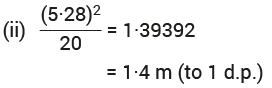 (ii) (5·28)²/20 = 1·39392
= 1·4 m (to 1 d.p.)